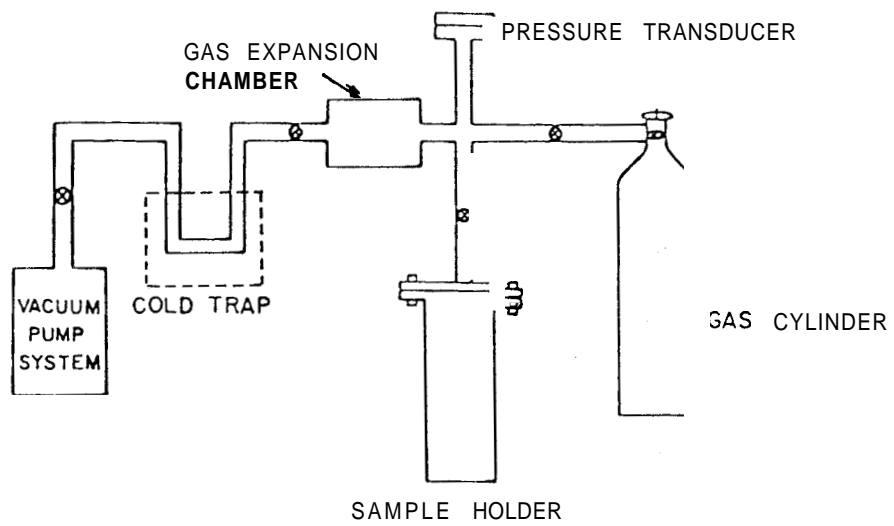 PRESSURE TRANSDUCER
GAS EXPANSION
CHAMBER
COLD TRAP
VACUUM
PUMP
SYSTEM
GAS CYLINDER
SAMPLE HOLDER